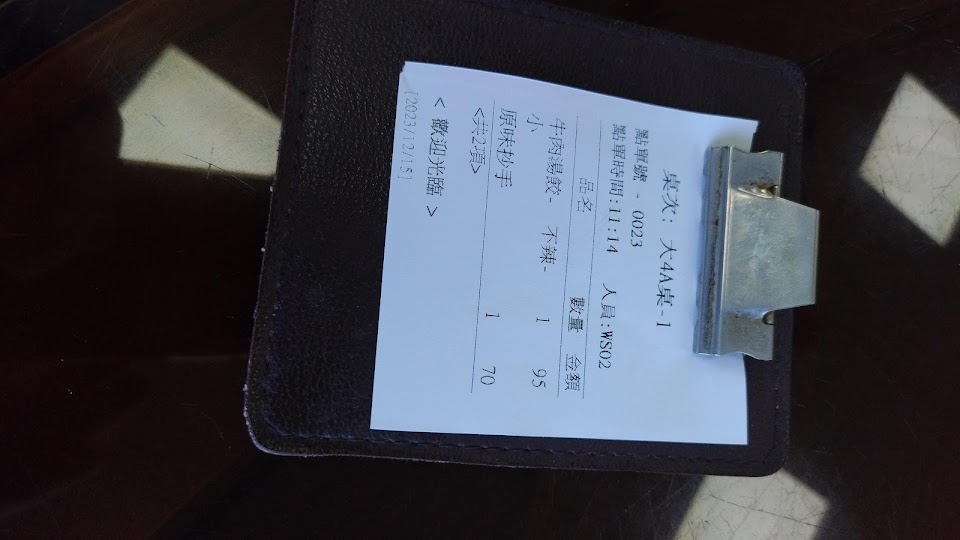 桌次: 大4A桌-1
點單號 - 0023
點單時間:11:14 人員:WS02
品名 數量 金額
牛肉湯餃- 不辣- 1 95
小
原味抄手 1 70
<共2項>
< 歡迎光臨 >
[2023/12/15]